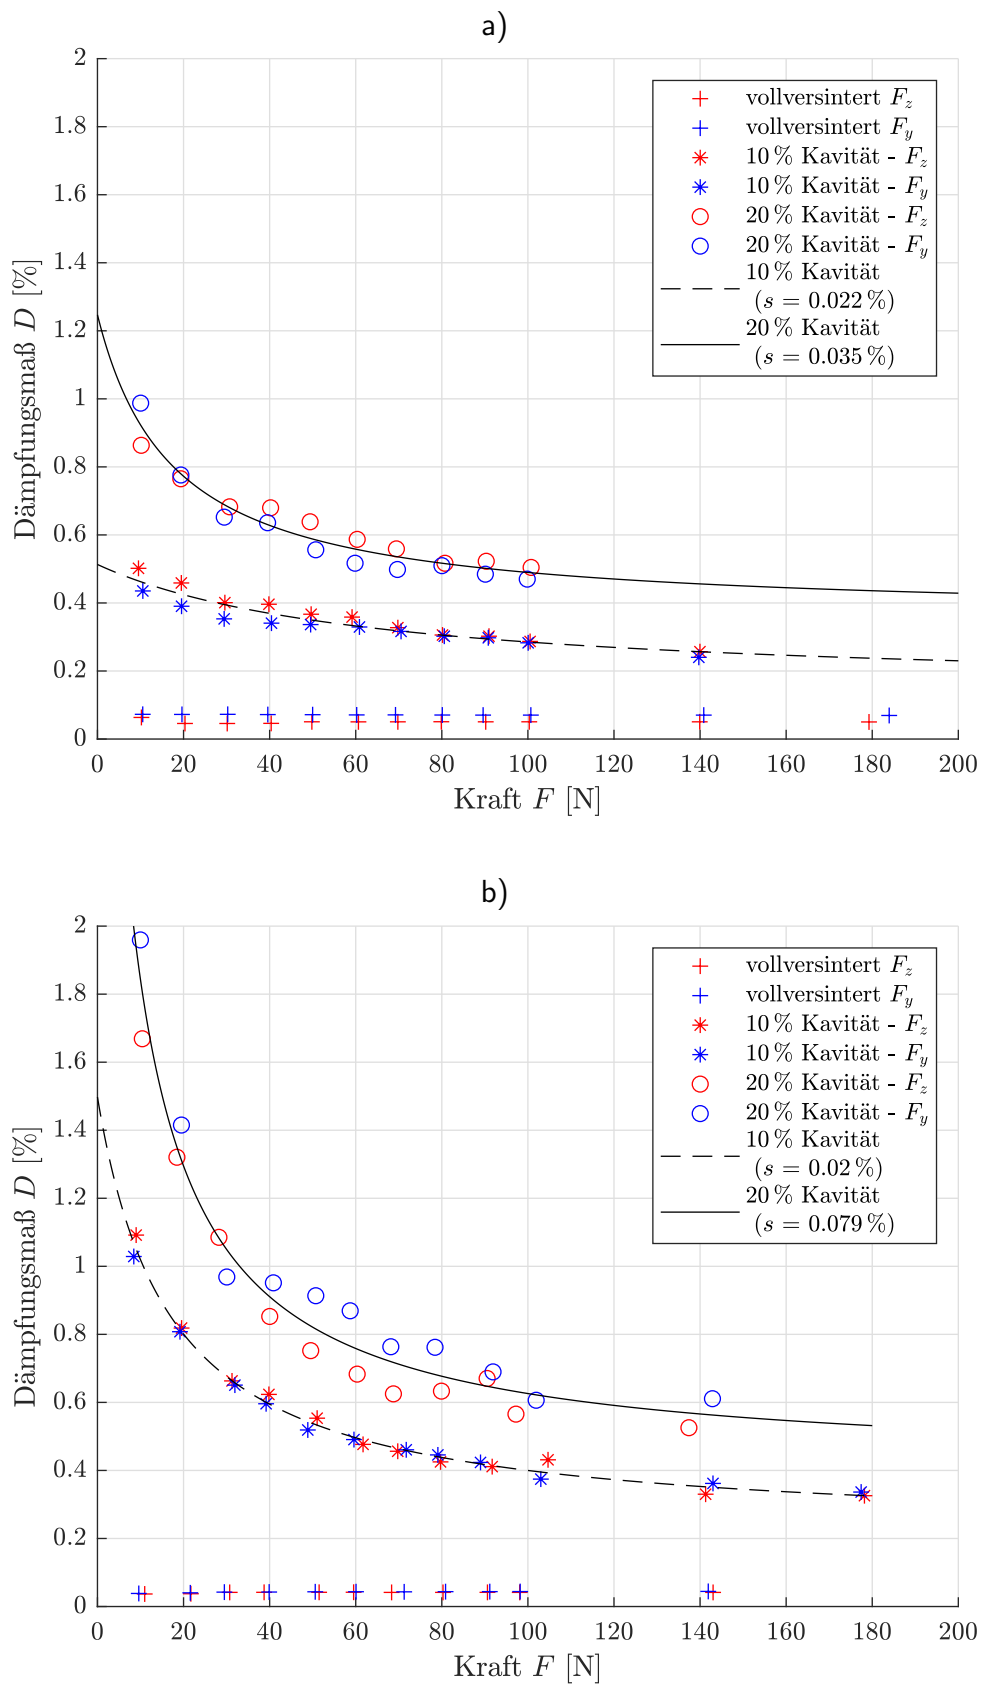 a)
2
1.8
1.6
1.4
1.2
1
0.8
0.6
0.4
0.2
0
Dämpfungsmaß D [%]
vollversintert F_z
vollversintert F_y
10 % Kavität - F_z
10 % Kavität - F_y
20 % Kavität - F_z
20 % Kavität - F_y
10 % Kavität
(s = 0.022 %)
20 % Kavität
(s = 0.035 %)
0 20 40 60 80 100 120 140 160 180 200
Kraft F [N]
b)
2
1.8
1.6
1.4
1.2
1
0.8
0.6
0.4
0.2
0
Dämpfungsmaß D [%]
vollversintert F_z
vollversintert F_y
10 % Kavität - F_z
10 % Kavität - F_y
20 % Kavität - F_z
20 % Kavität - F_y
10 % Kavität
(s = 0.02 %)
20 % Kavität
(s = 0.079 %)
0 20 40 60 80 100 120 140 160 180 200
Kraft F [N]